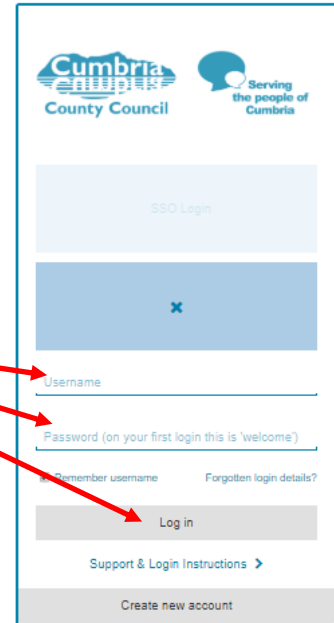 Cumbria
County Council
Serving
the people of
Cumbria
SSO Login
Username
Password (on your first login this is 'welcome')
Remember username
Forgotten login details?
Log in
Support & Login Instructions
Create new account